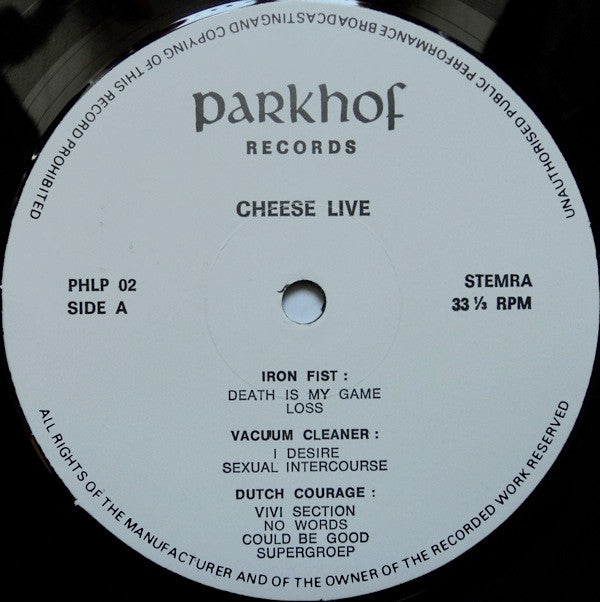 UNAUTHORISED PUBLIC PERFORMANCE BROADCASTINGAND COPYING OF THIS RECORD PROHIBITED
parkhof
RECORDS
CHEESE LIVE
PHLP 02
SIDE A
STEMRA
33 ⅓ RPM
IRON FIST :
DEATH IS MY GAME
LOSS
VACUUM CLEANER :
I DESIRE
SEXUAL INTERCOURSE
DUTCH COURAGE :
VIVI SECTION
NO WORDS
COULD BE GOOD
SUPERGROEP
ALL RIGHTS OF THE MANUFACTURER AND OF THE OWNER OF THE RECORDED WORK RESERVED